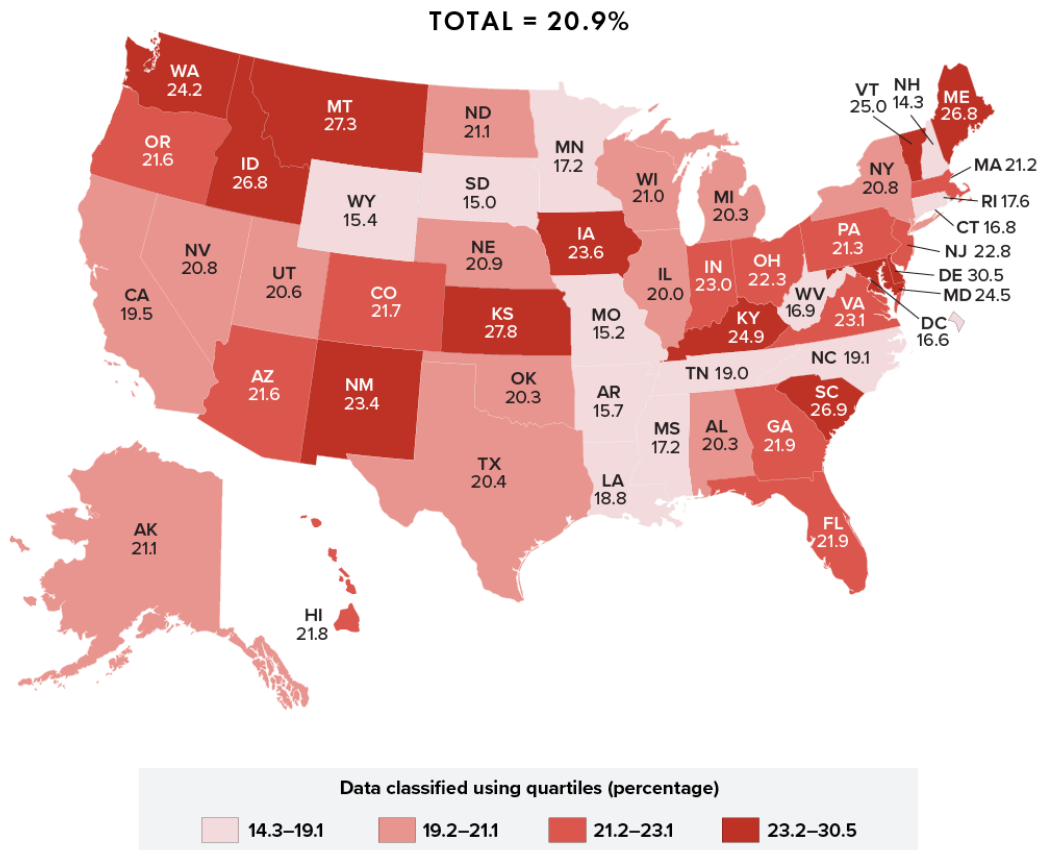 TOTAL = 20.9%
WA
24.2
MT
27.3
ND
21.1
MN
17.2
VT
25.0
NH
14.3
ME
26.8
OR
21.6
ID
26.8
WY
15.4
SD
15.0
WI
21.0
MI
20.3
NY
20.8
MA 21.2
RI 17.6
CT 16.8
NJ 22.8
DE 30.5
MD 24.5
DC
16.6
NV
20.8
UT
20.6
CA
19.5
CO
21.7
NE
20.9
IA
23.6
IL
20.0
IN
23.0
OH
22.3
PA
21.3
WV
16.9
VA
23.1
KS
27.8
MO
15.2
KY
24.9
TN 19.0
NC 19.1
SC
26.9
AZ
21.6
NM
23.4
OK
20.3
AR
15.7
MS
17.2
AL
20.3
GA
21.9
TX
20.4
LA
18.8
FL
21.9
AK
21.1
HI
21.8
Data classified using quartiles (percentage)
14.3–19.1 19.2–21.1 21.2–23.1 23.2–30.5